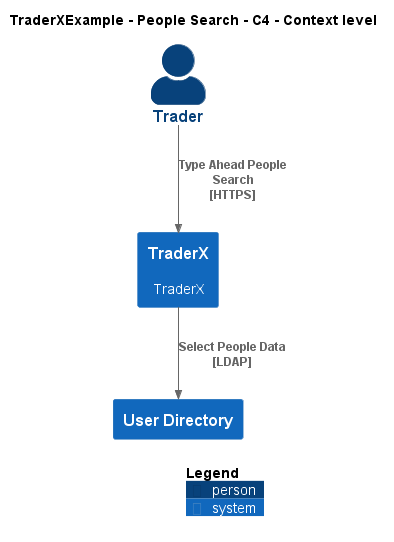 TraderXExample - People Search - C4 - Context level
Trader
Type Ahead People
Search
[HTTPS]
TraderX
TraderX
Select People Data
[LDAP]
User Directory
Legend
person
system